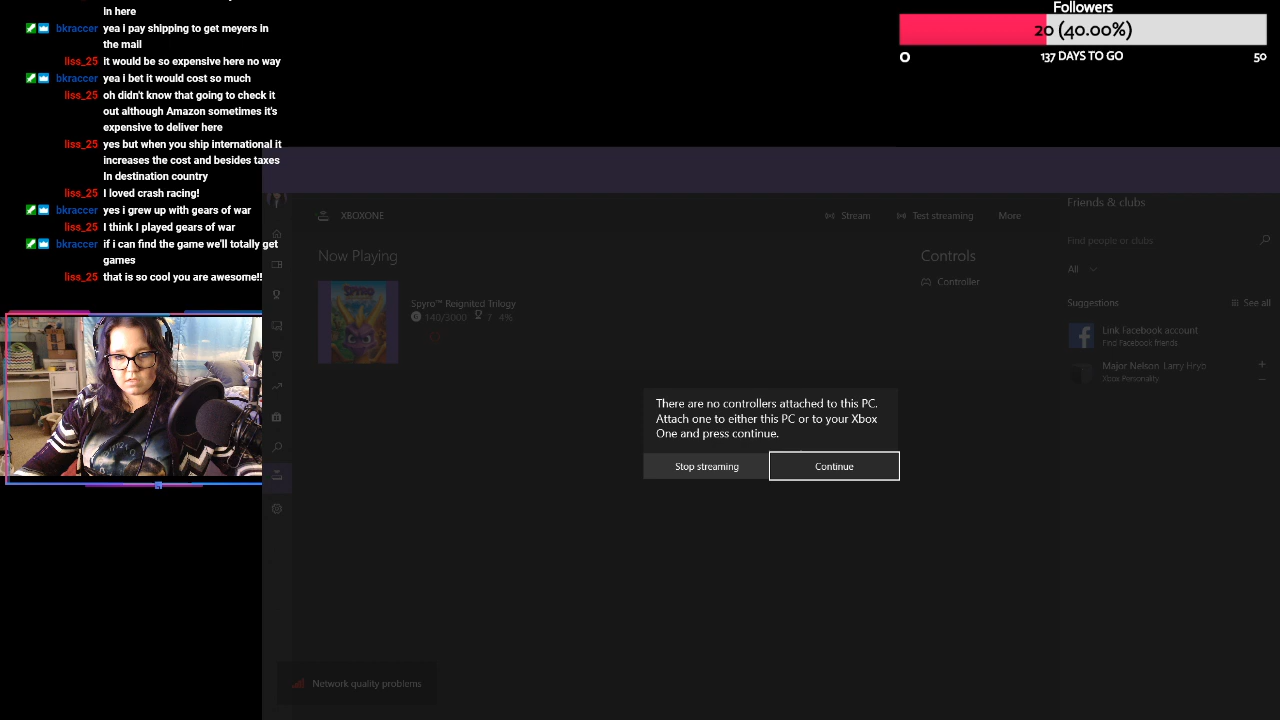 in here
bkraccer yea i pay shipping to get meyers in
the mail
liss_25 it would be so expensive here no way
bkraccer yea i bet it would cost so much
liss_25 oh didn't know that going to check it
out although Amazon sometimes it's
expensive to deliver here
liss_25 yes but when you ship international it
increases the cost and besides taxes
In destination country
liss_25 I loved crash racing!
bkraccer yes i grew up with gears of war
liss_25 I think I played gears of war
bkraccer if i can find the game we'll totally get
games
liss_25 that is so cool you are awesome!!
Followers
20 (40.00%)
0 137 DAYS TO GO 50
XBOXONE
Stream
Test streaming
More
Now Playing
SPYRO
Spyro™ Reignited Trilogy
140/3000 7 4%
Controls
Controller
Friends & clubs
Find people or clubs
All
Suggestions
See all
Link Facebook account
Find Facebook friends
Major Nelson Larry Hryb
Xbox Personality
There are no controllers attached to this PC.
Attach one to either this PC or to your Xbox
One and press continue.
Stop streaming
Continue
Network quality problems